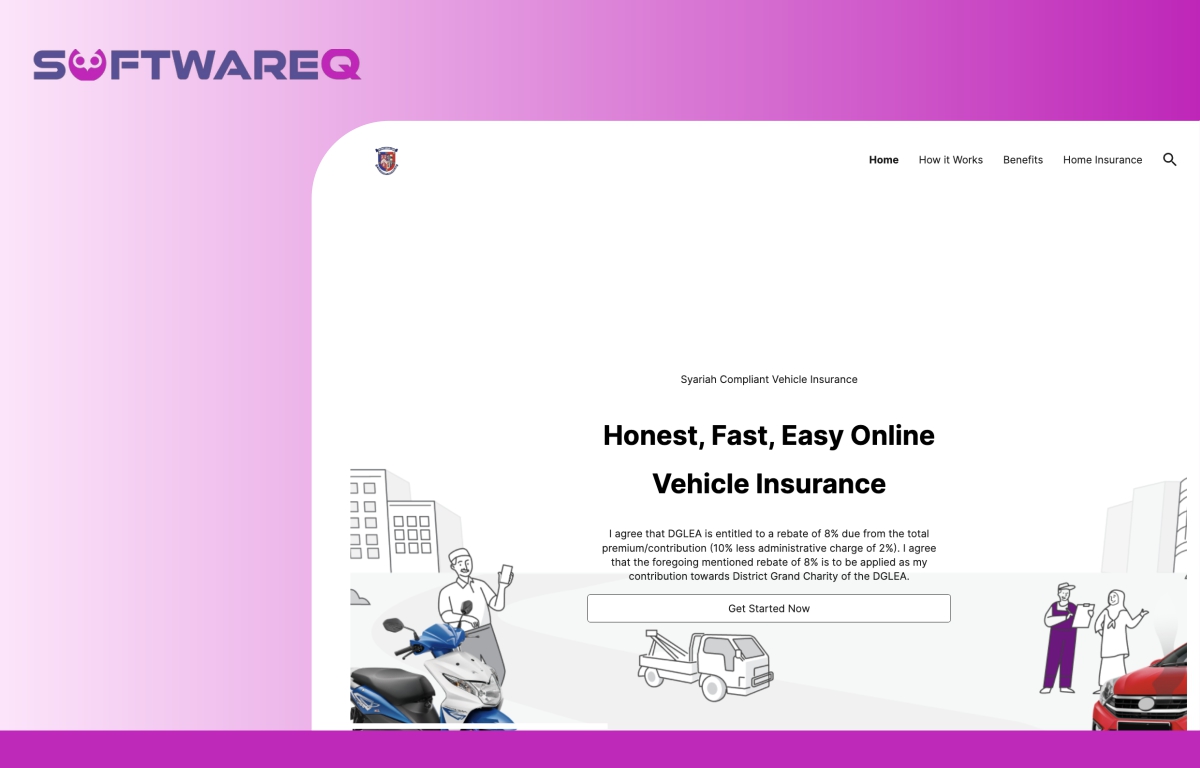 SOFTWAREQ
Home How it Works Benefits Home Insurance
Syariah Compliant Vehicle Insurance
Honest, Fast, Easy Online
Vehicle Insurance
I agree that DGLEA is entitled to a rebate of 8% due from the total
premium/contribution (10% less administrative charge of 2%). I agree
that the foregoing mentioned rebate of 8% is to be applied as my
contribution towards District Grand Charity of the DGLEA.
Get Started Now